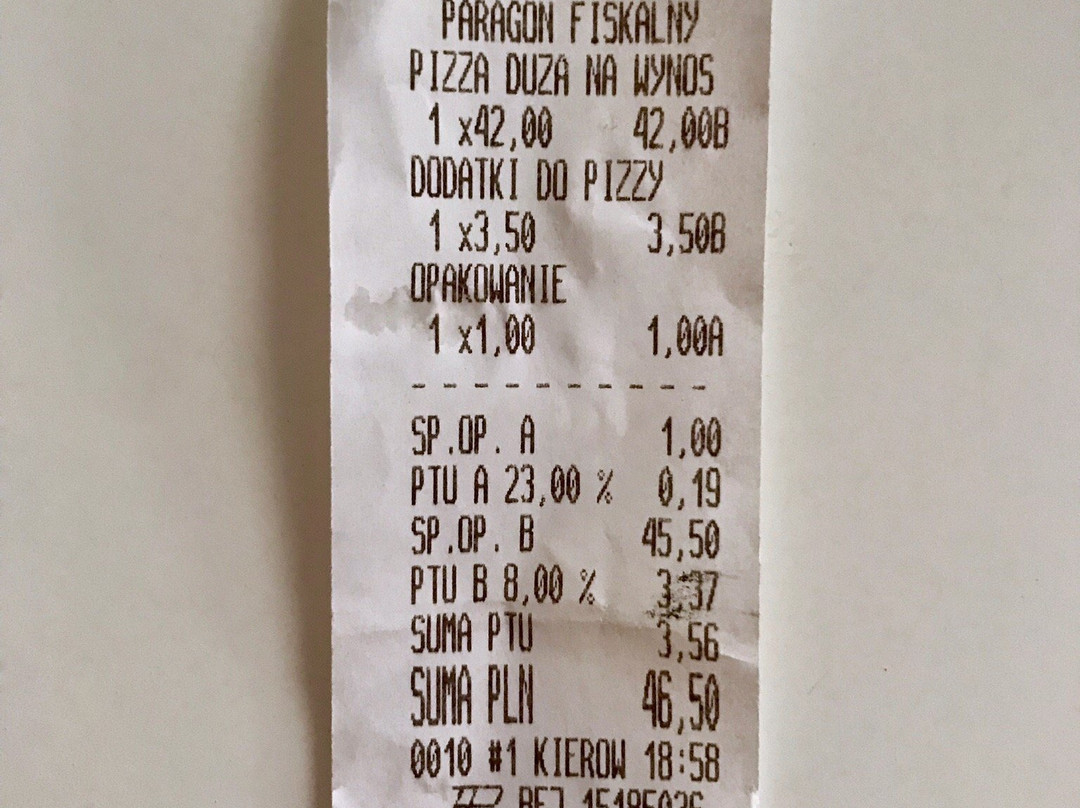 PARAGON FISKALNY
PIZZA DUZA NA WYNOS
1 x42,00 42,00B
DODATKI DO PIZZY
1 x3,50 3,50B
OPAKOWANIE
1 x1,00 1,00A
- - - - - - - - - -
SP.OP. A 1,00
PTU A 23,00 % 0,19
SP.OP. B 45,50
PTU B 8,00 % 3,37
SUMA PTU 3,56
SUMA PLN 46,50
0010 #1 KIEROW 18:58